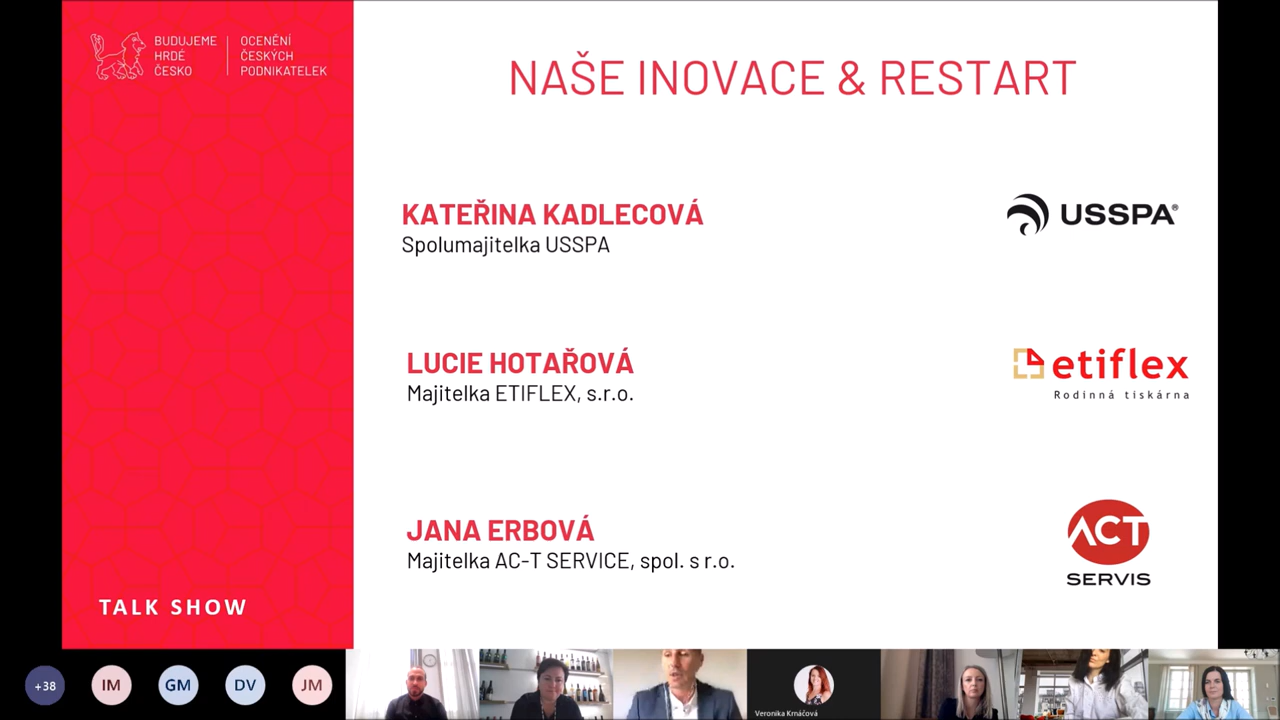 BUDUJEME
HRDÉ
ČESKO
OCENĚNÍ
ČESKÝCH
PODNIKATELEK
NAŠE INOVACE & RESTART
KATEŘINA KADLECOVÁ
Spolumajitelka USSPA
USSPA®
LUCIE HOTAŘOVÁ
Majitelka ETIFLEX, s.r.o.
etiflex
Rodinná tiskárna
JANA ERBOVÁ
Majitelka AC-T SERVICE, spol. s r.o.
ACT
SERVIS
TALK SHOW
+38
IM
GM
DV
JM
Veronika Krnáčová